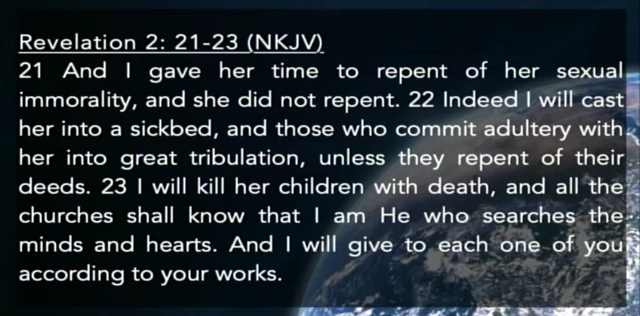 Revelation 2: 21-23 (NKJV)
21 And I gave her time to repent of her sexual
immorality, and she did not repent. 22 Indeed I will cast
her into a sickbed, and those who commit adultery with
her into great tribulation, unless they repent of their
deeds. 23 I will kill her children with death, and all the
churches shall know that I am He who searches the
minds and hearts. And I will give to each one of you
according to your works.